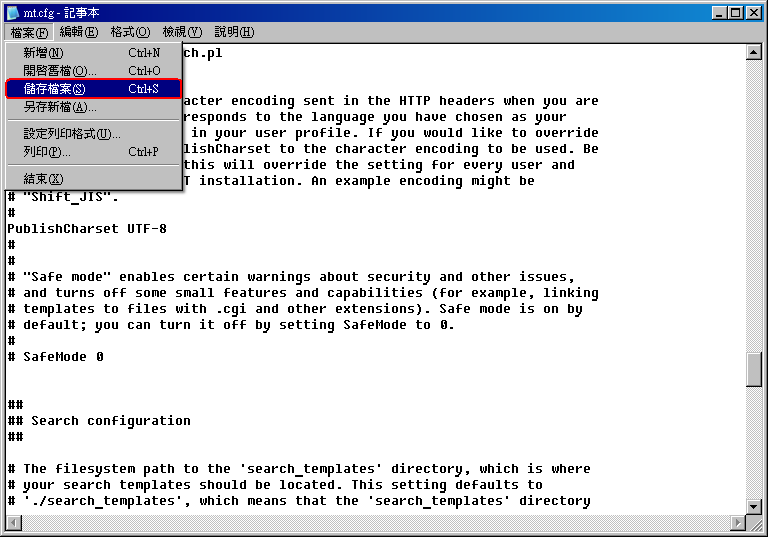 mt.cfg - 記事本
檔案(F) 編輯(E) 格式(O) 檢視(V) 說明(H)
新增(N) Ctrl+N
開啓舊檔(O)... Ctrl+O
儲存檔案(S) Ctrl+S
另存新檔(A)...
設定列印格式(U)...
列印(P)... Ctrl+P
結束(X)
ch.pl
acter encoding sent in the HTTP headers when you are
responds to the language you have chosen as your
in your user profile. If you would like to override
lishCharset to the character encoding to be used. Be
this will override the setting for every user and
T installation. An example encoding might be
# "Shift_JIS".
#
PublishCharset UTF-8
#
#
# "Safe mode" enables certain warnings about security and other issues,
# and turns off some small features and capabilities (for example, linking
# templates to files with .cgi and other extensions). Safe mode is on by
# default; you can turn it off by setting SafeMode to 0.
#
# SafeMode 0
##
## Search configuration
##
# The filesystem path to the 'search_templates' directory, which is where
# your search templates should be located. This setting defaults to
# './search_templates', which means that the 'search_templates' directory